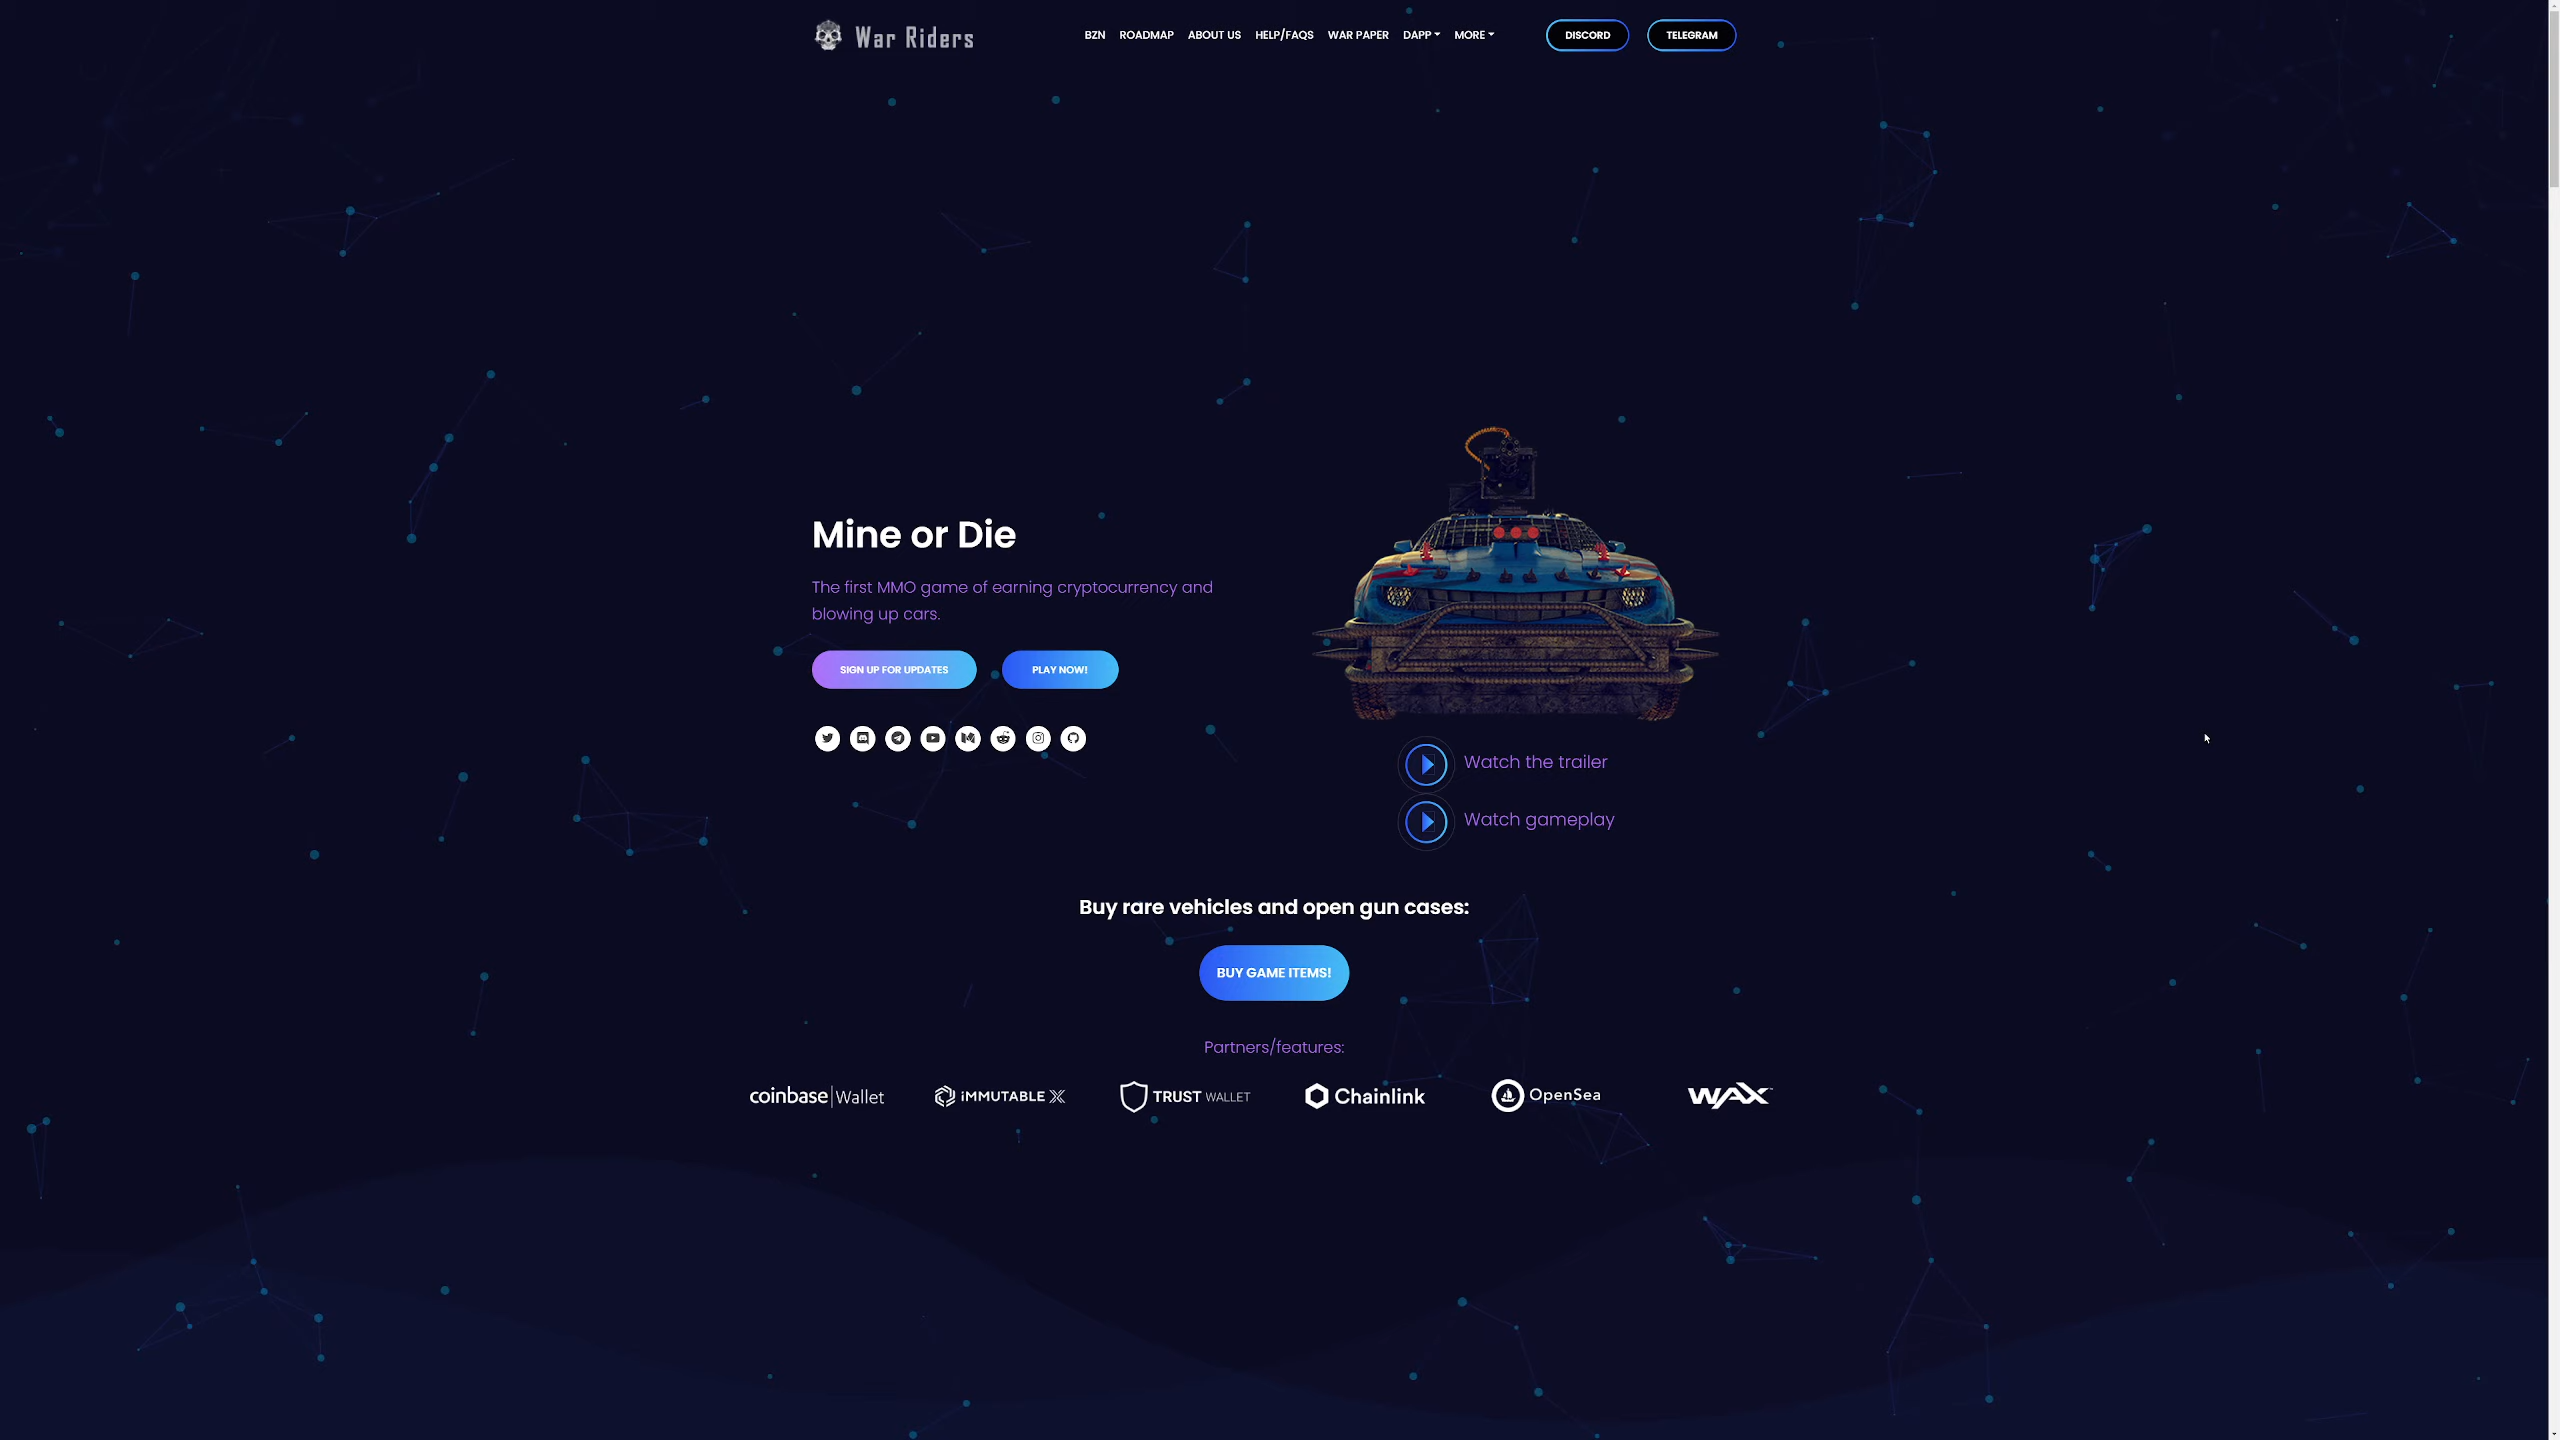 War Riders
BZN ROADMAP ABOUT US HELP/FAQS WAR PAPER DAPP MORE DISCORD TELEGRAM
Mine or Die
The first MMO game of earning cryptocurrency and
blowing up cars.
SIGN UP FOR UPDATES PLAY NOW!
Watch the trailer
Watch gameplay
Buy rare vehicles and open gun cases:
BUY GAME ITEMS!
Partners/features:
coinbase|Wallet iMMUTABLE X TRUST WALLET Chainlink OpenSea WAX